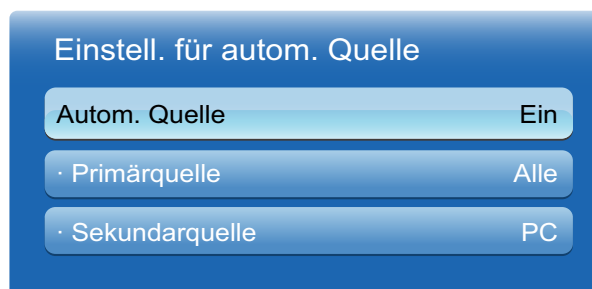 Einstell. für autom. Quelle
Autom. Quelle Ein
· Primärquelle Alle
· Sekundarquelle PC